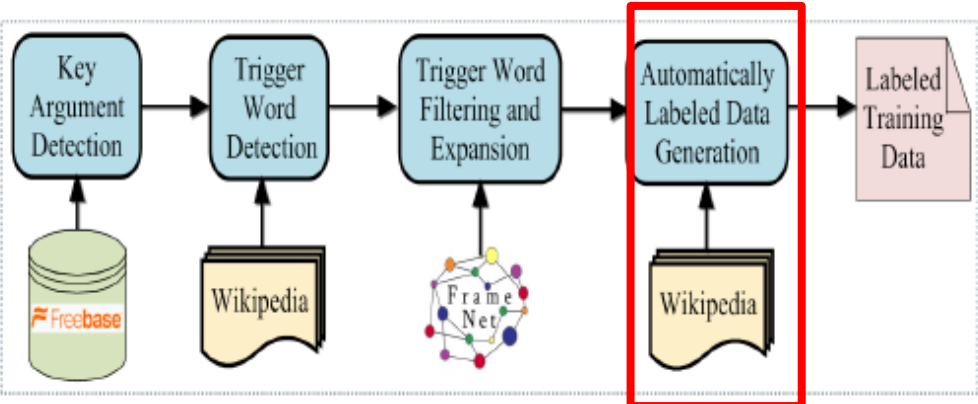 Key
Argument
Detection
Trigger
Word
Detection
Trigger Word
Filtering and
Expansion
Automatically
Labeled Data
Generation
Labeled
Training
Data
Freebase
Wikipedia
Frame
Net
Wikipedia